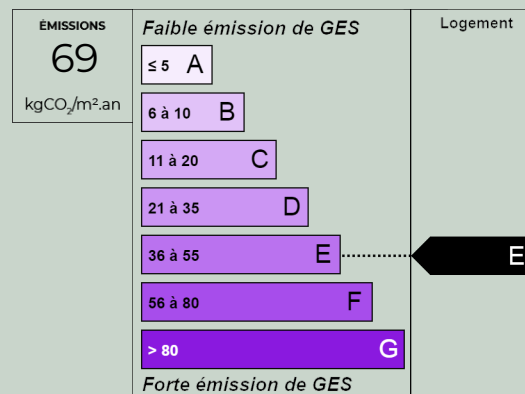 ÉMISSIONS
69
kgCO₂/m².an
Faible émission de GES
≤ 5 A
6 à 10 B
11 à 20 C
21 à 35 D
36 à 55 E
56 à 80 F
> 80 G
Forte émission de GES
Logement
E